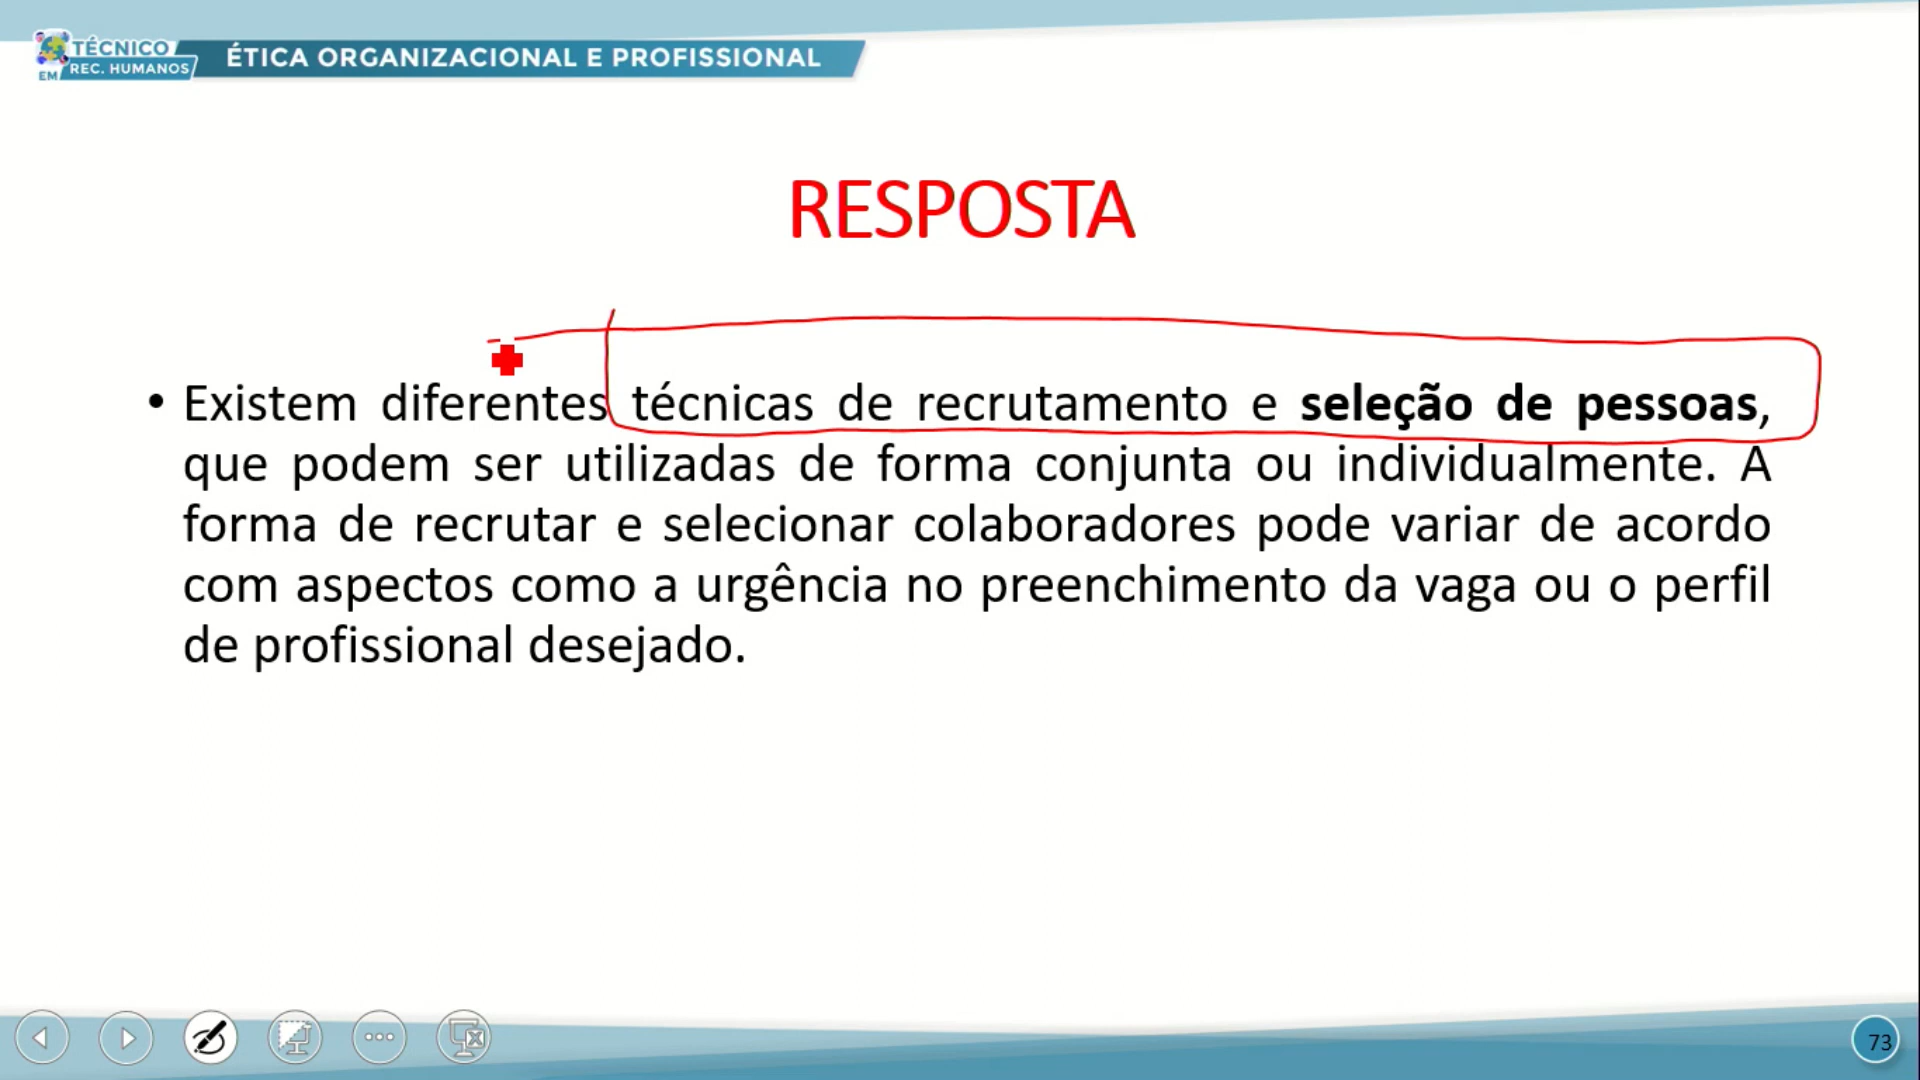 TÉCNICO
EM REC. HUMANOS
ÉTICA ORGANIZACIONAL E PROFISSIONAL
RESPOSTA
• Existem diferentes técnicas de recrutamento e seleção de pessoas,
que podem ser utilizadas de forma conjunta ou individualmente. A
forma de recrutar e selecionar colaboradores pode variar de acordo
com aspectos como a urgência no preenchimento da vaga ou o perfil
de profissional desejado.
73